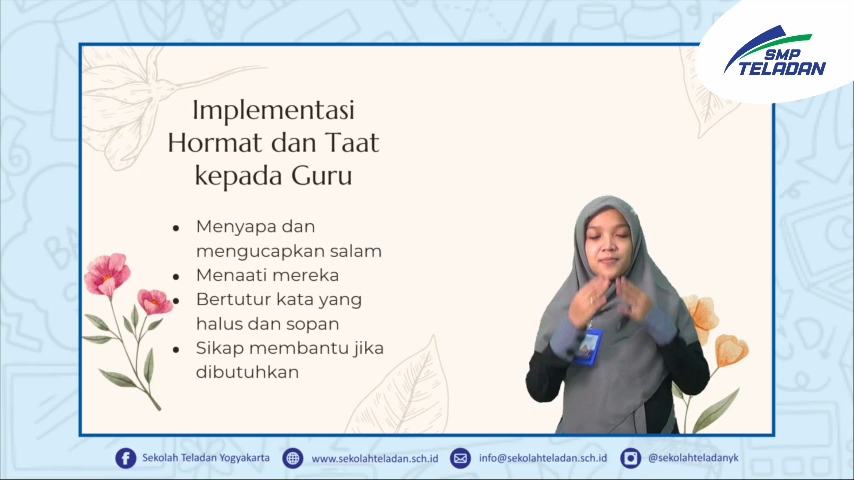 SMP
TELADAN
Implementasi
Hormat dan Taat
kepada Guru
• Menyapa dan
mengucapkan salam
• Menaati mereka
• Bertutur kata yang
halus dan sopan
• Sikap membantu jika
dibutuhkan
Sekolah Teladan Yogyakarta
www.sekolahteladan.sch.id
info@sekolahteladan.sch.id
@sekolahteladanyk